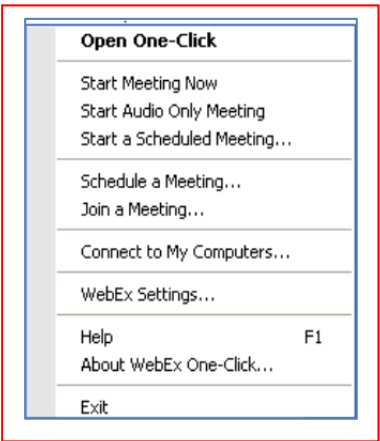 Open One-Click
Start Meeting Now
Start Audio Only Meeting
Start a Scheduled Meeting...
Schedule a Meeting...
Join a Meeting...
Connect to My Computers...
WebEx Settings...
Help F1
About WebEx One-Click...
Exit